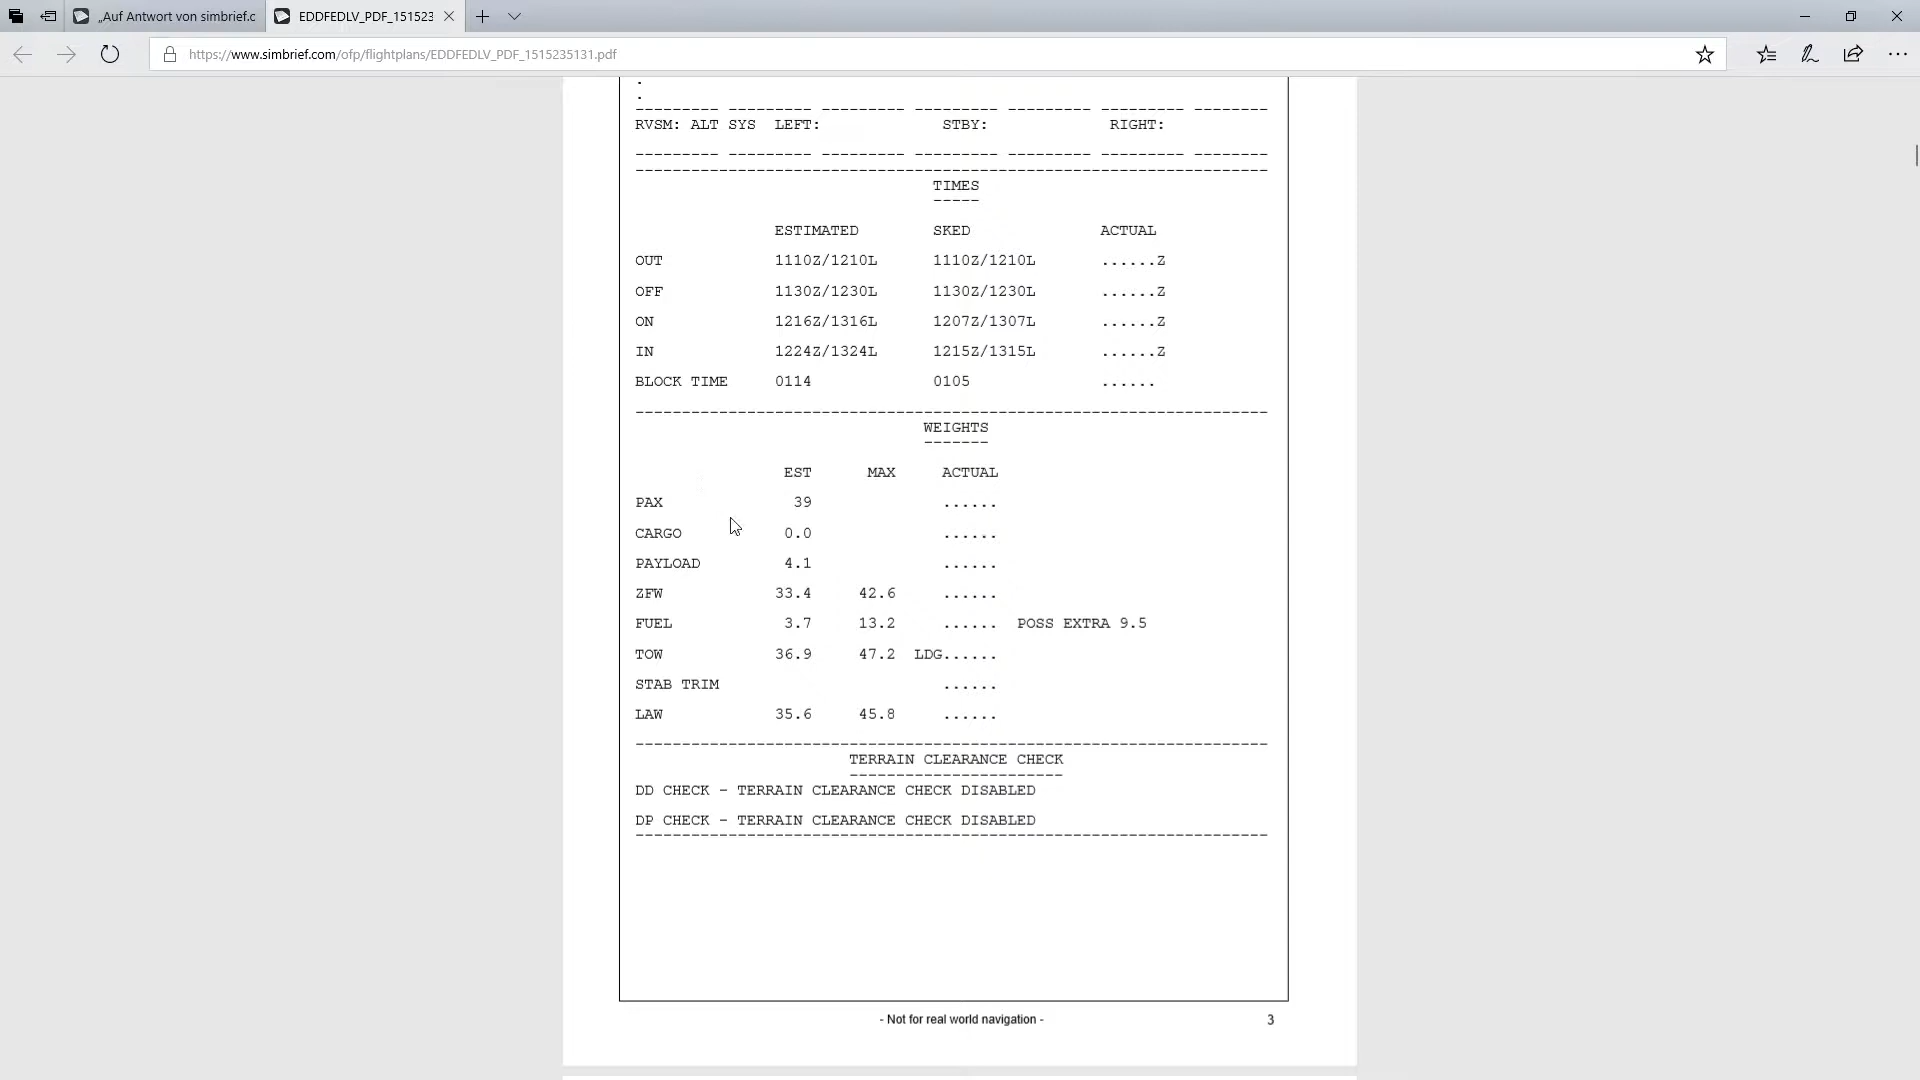 „Auf Antwort von simbrief.c
EDDFEDLV_PDF_151523
https://www.simbrief.com/ofp/flightplans/EDDFEDLV_PDF_1515235131.pdf
.
.
--------- --------- --------- --------- --------- --------- --------
RVSM: ALT SYS LEFT: STBY: RIGHT:
--------- --------- --------- --------- --------- --------- --------
--------------------------------------------------------------------
TIMES
-----
ESTIMATED SKED ACTUAL
OUT 1110Z/1210L 1110Z/1210L ......Z
OFF 1130Z/1230L 1130Z/1230L ......Z
ON 1216Z/1316L 1207Z/1307L ......Z
IN 1224Z/1324L 1215Z/1315L ......Z
BLOCK TIME 0114 0105 ......
--------------------------------------------------------------------
WEIGHTS
-------
EST MAX ACTUAL
PAX 39 ......
CARGO 0.0 ......
PAYLOAD 4.1 ......
ZFW 33.4 42.6 ......
FUEL 3.7 13.2 ...... POSS EXTRA 9.5
TOW 36.9 47.2 LDG......
STAB TRIM ......
LAW 35.6 45.8 ......
--------------------------------------------------------------------
TERRAIN CLEARANCE CHECK
-----------------------
DD CHECK - TERRAIN CLEARANCE CHECK DISABLED
DP CHECK - TERRAIN CLEARANCE CHECK DISABLED
--------------------------------------------------------------------
- Not for real world navigation - 3